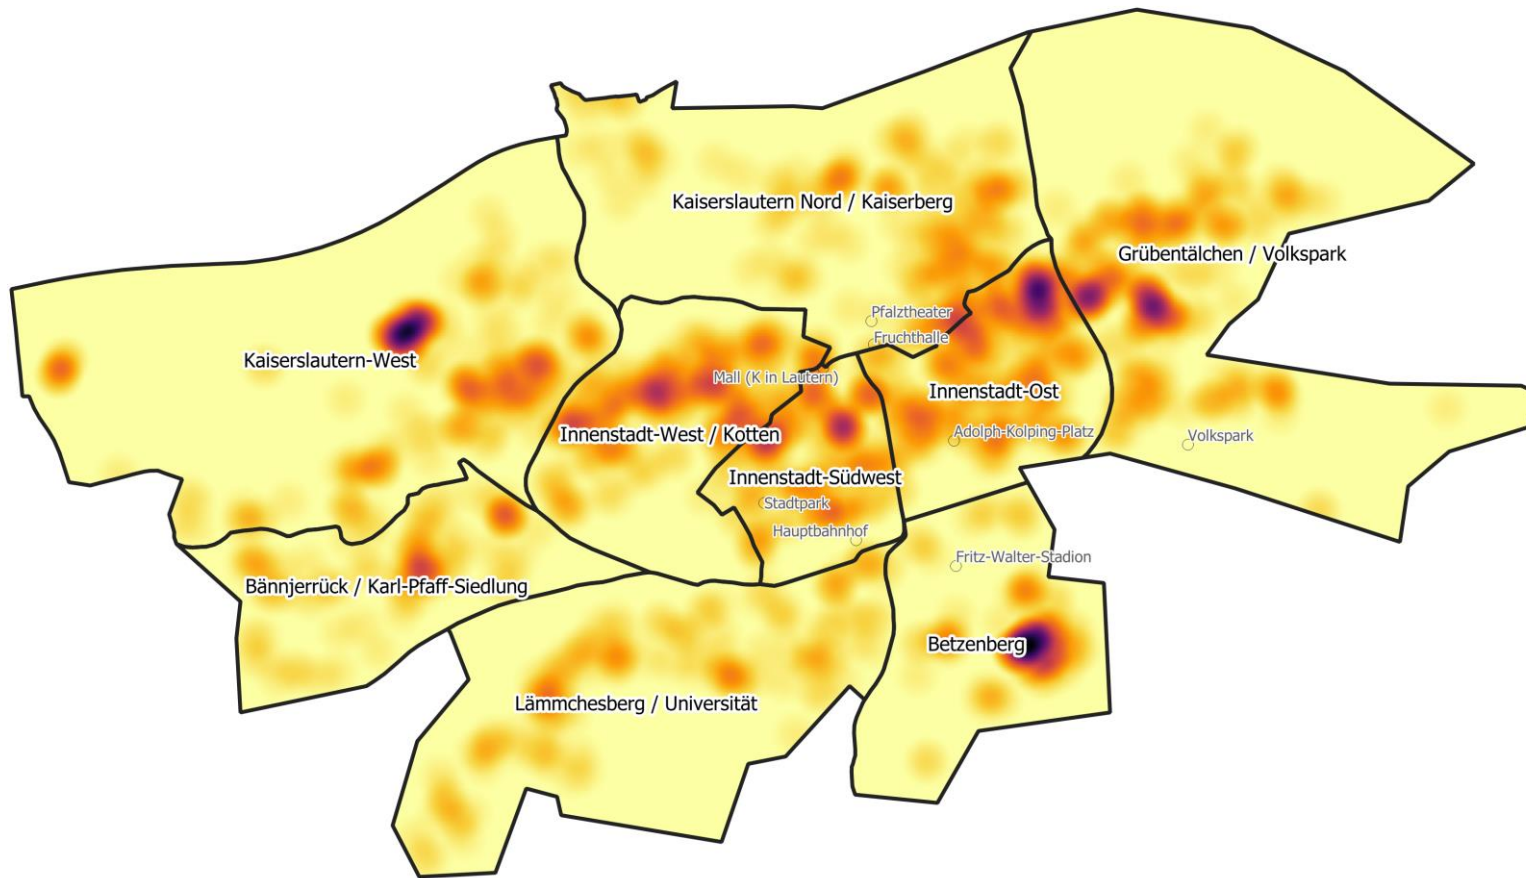 Kaiserslautern Nord / Kaiserberg
Grübentälchen / Volkspark
Pfalztheater
Fruchthalle
Kaiserslautern-West
Mall (K in Lautern)
Innenstadt-Ost
Innenstadt-West / Kotten
Adolph-Kolping-Platz
Volkspark
Innenstadt-Südwest
Stadtpark
Hauptbahnhof
Fritz-Walter-Stadion
Bännjerrück / Karl-Pfaff-Siedlung
Betzenberg
Lämmchesberg / Universität